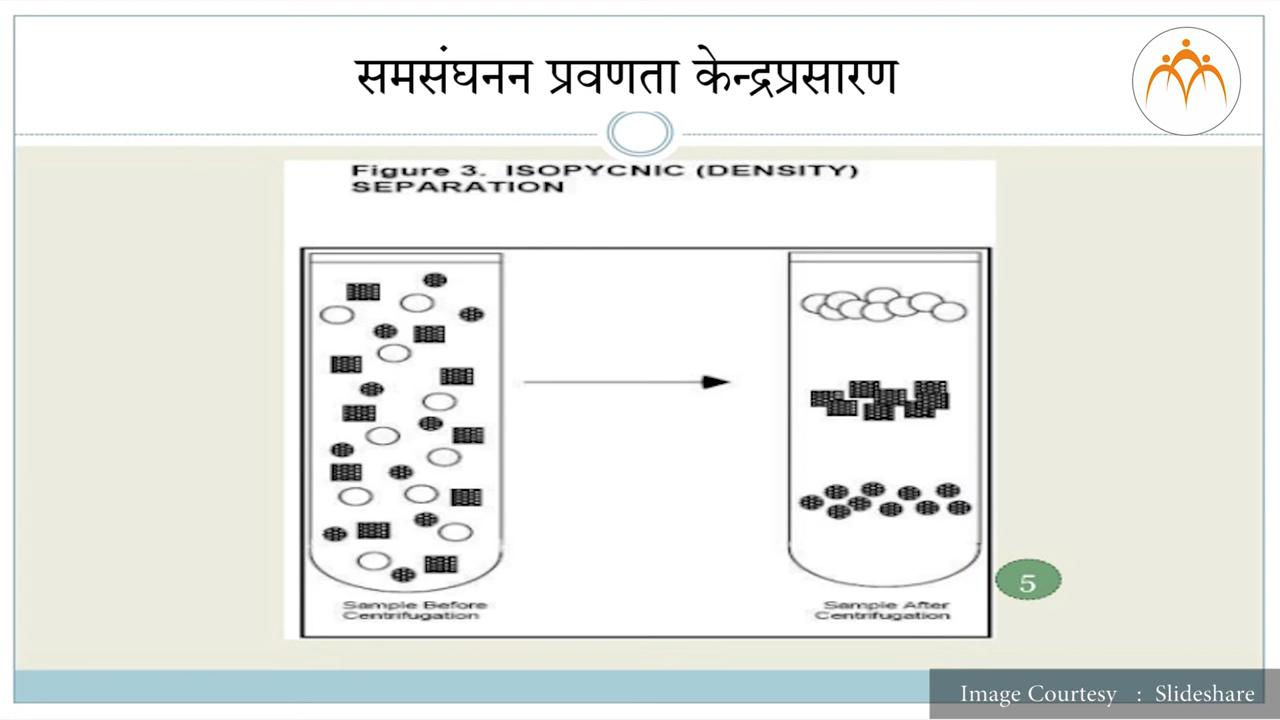 समसंघनन प्रवणता केन्द्रप्रसारण
Figure 3. ISOPYCNIC (DENSITY)
SEPARATION
Sample Before
Centrifugation
Sample After
Centrifugation
5
Image Courtesy : Slideshare